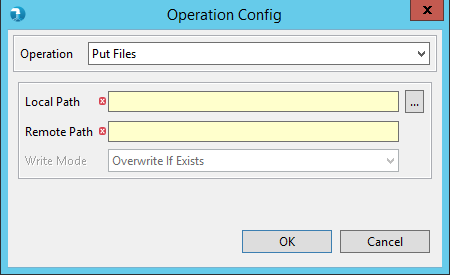 Operation Config
Operation Put Files
Local Path ...
Remote Path
Write Mode Overwrite If Exists
OK Cancel